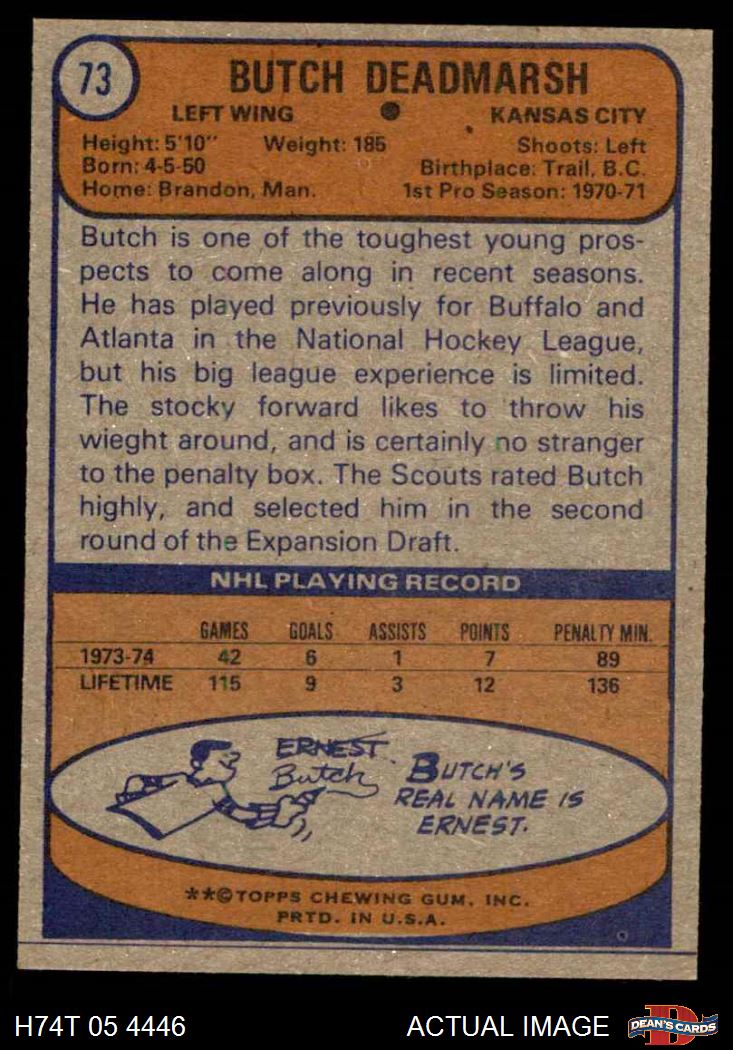 73
BUTCH DEADMARSH
LEFT WING KANSAS CITY
Height: 5'10" Weight: 185 Shoots: Left
Born: 4-5-50 Birthplace: Trail, B.C.
Home: Brandon, Man. 1st Pro Season: 1970-71
Butch is one of the toughest young pros-
pects to come along in recent seasons.
He has played previously for Buffalo and
Atlanta in the National Hockey League,
but his big league experience is limited.
The stocky forward likes to throw his
wieght around, and is certainly no stranger
to the penalty box. The Scouts rated Butch
highly, and selected him in the second
round of the Expansion Draft.
NHL PLAYING RECORD
GAMES GOALS ASSISTS POINTS PENALTY MIN.
1973-74 42 6 1 7 89
LIFETIME 115 9 3 12 136
ERNEST
Butch
BUTCH'S
REAL NAME IS
ERNEST.
**©TOPPS CHEWING GUM, INC.
PRTD. IN U.S.A.
H74T 05 4446 ACTUAL IMAGE D DEAN'S CARDS